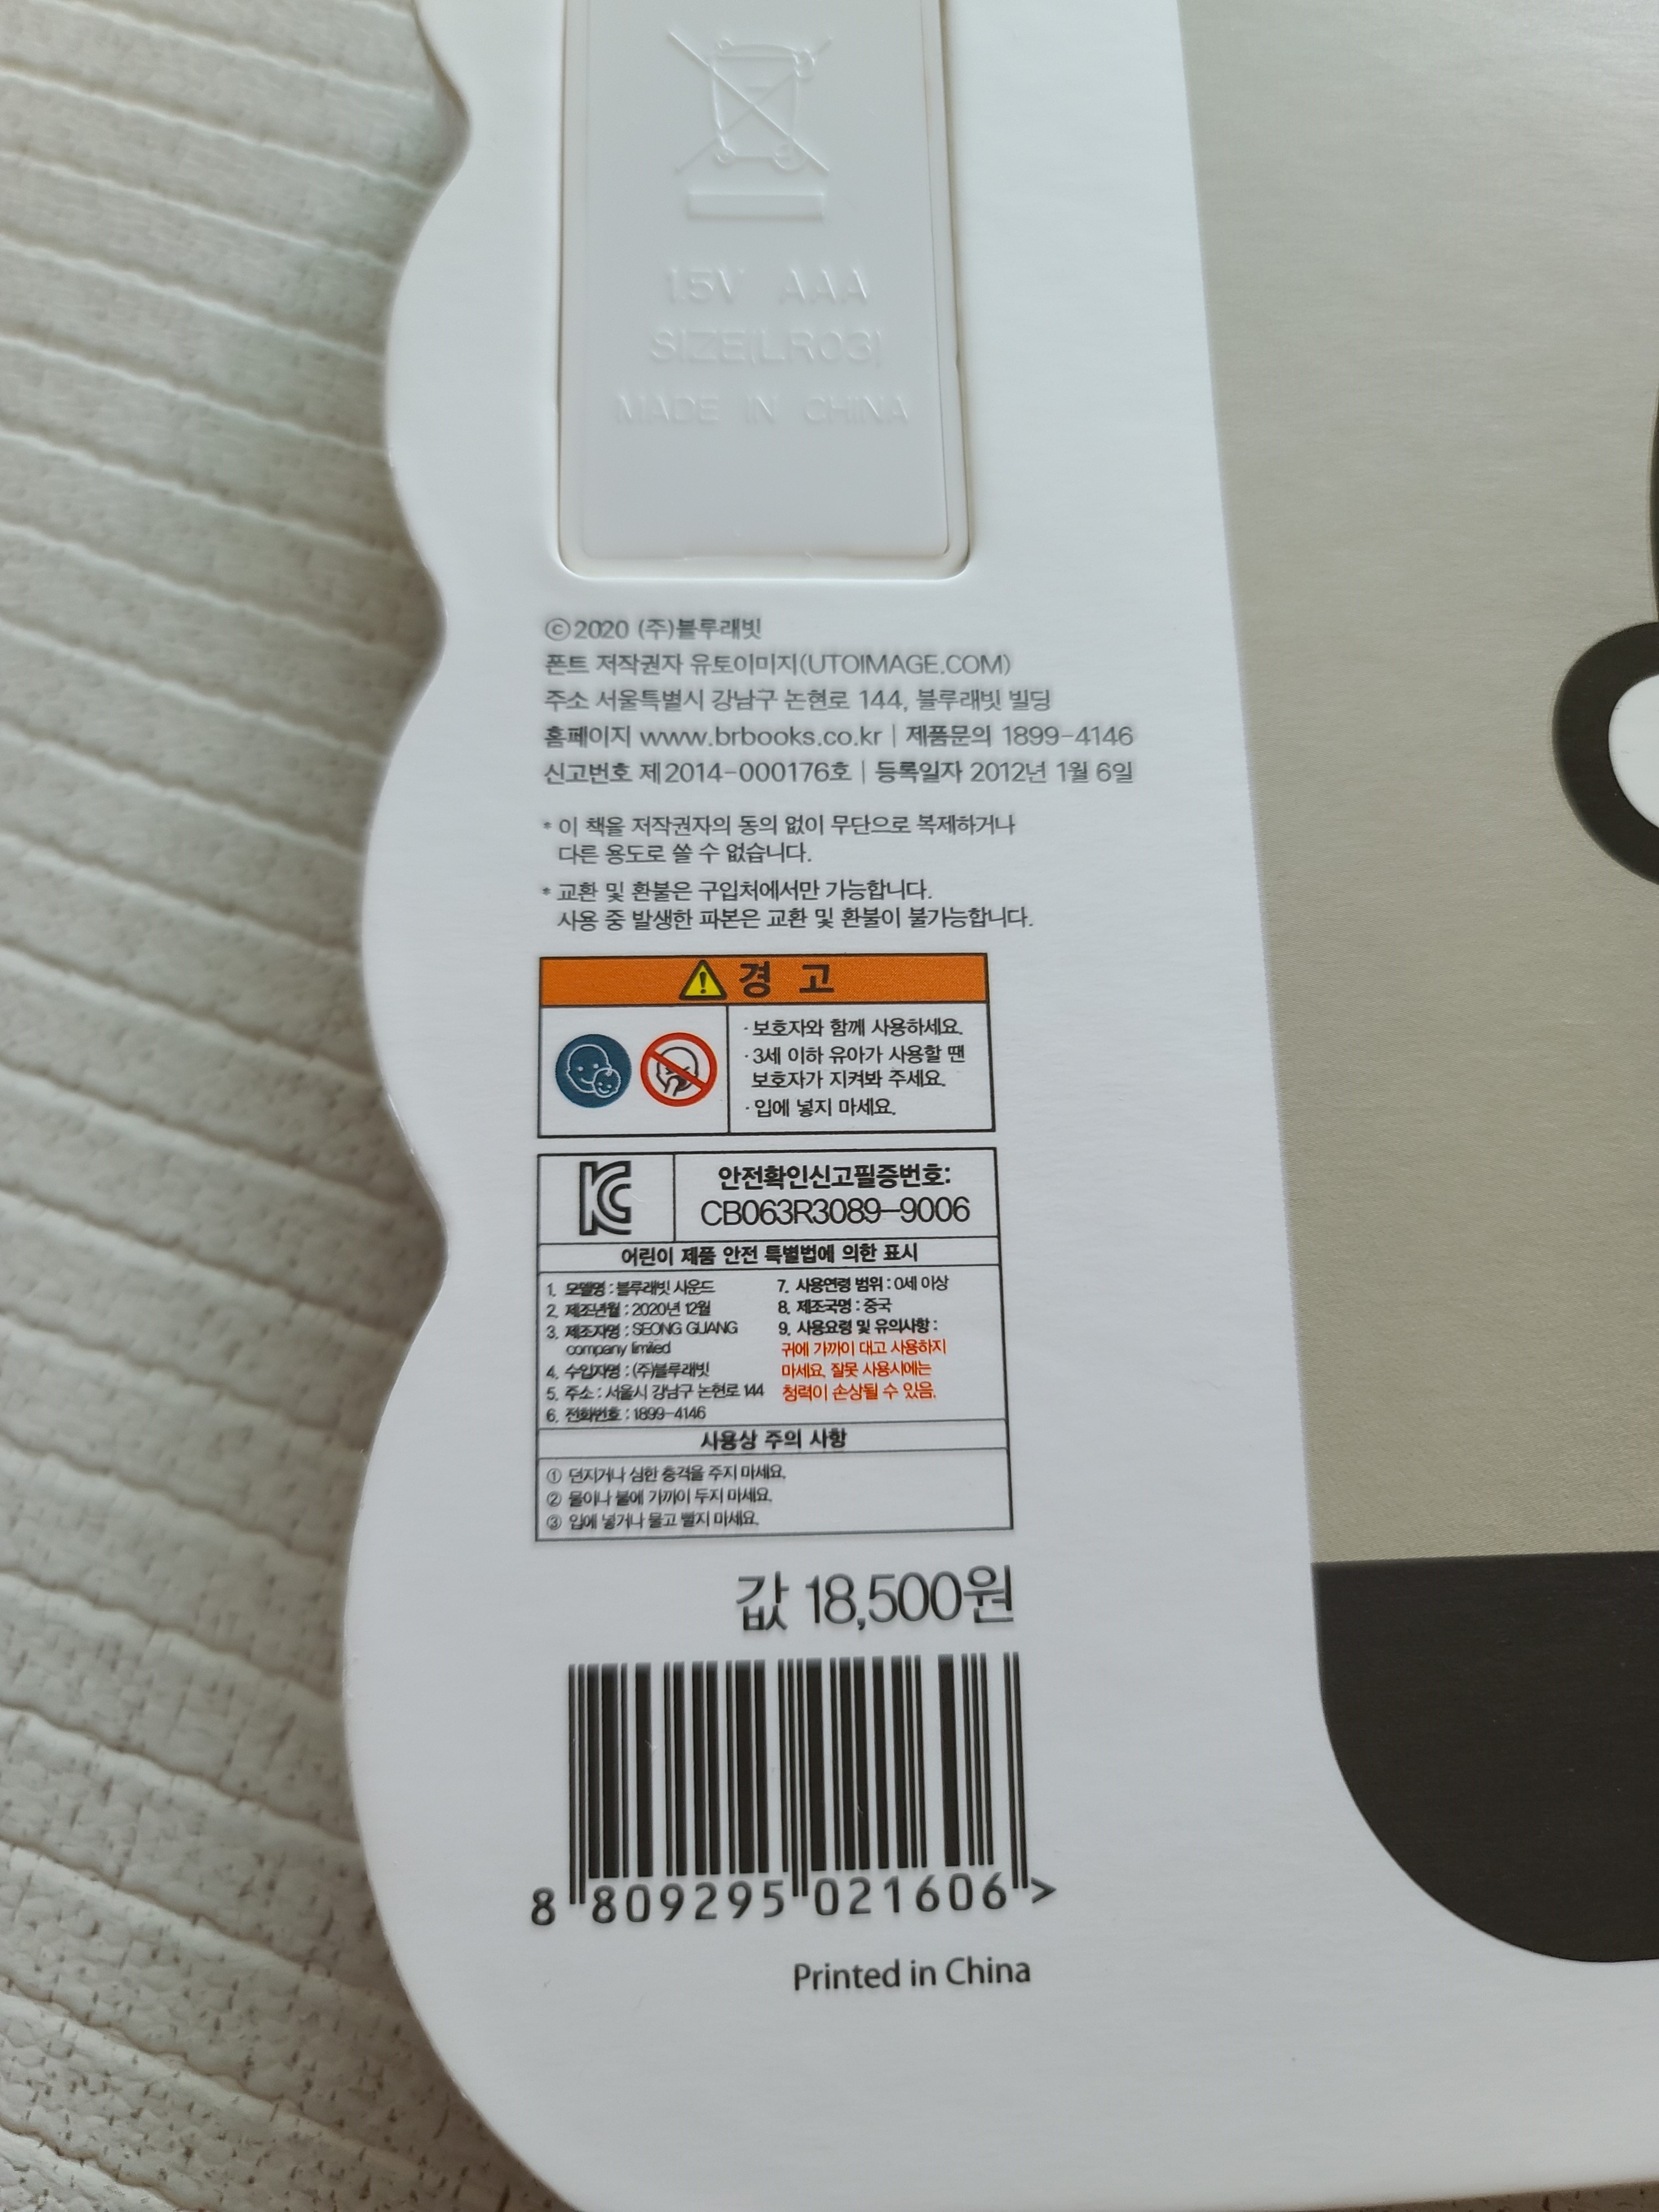 1.5V AAA
SIZE(LR03)
MADE IN CHINA
ⓒ2020 (주)블루래빗
폰트 저작권자 유토이미지(UTOIMAGE.COM)
주소 서울특별시 강남구 논현로 144, 블루래빗 빌딩
홈페이지 www.brbooks.co.kr | 제품문의 1899-4146
신고번호 제2014-000176호 | 등록일자 2012년 1월 6일
* 이 책을 저작권자의 동의 없이 무단으로 복제하거나
다른 용도로 쓸 수 없습니다.
* 교환 및 환불은 구입처에서만 가능합니다.
사용 중 발생한 파본은 교환 및 환불이 불가능합니다.
경 고
· 보호자와 함께 사용하세요.
· 3세 이하 유아가 사용할 땐
보호자가 지켜봐 주세요.
· 입에 넣지 마세요.
KC
안전확인신고필증번호:
CB063R3089-9006
어린이 제품 안전 특별법에 의한 표시
1. 모델명 : 블루래빗 사운드
2. 제조년월 : 2020년 12월
3. 제조자명 : SEONG GUANG
company limited
4. 수입자명 : (주)블루래빗
5. 주소 : 서울시 강남구 논현로 144
6. 전화번호 : 1899-4146
7. 사용연령 범위 : 0세 이상
8. 제조국명 : 중국
9. 사용요령 및 유의사항 :
귀에 가까이 대고 사용하지
마세요. 잘못 사용시에는
청력이 손상될 수 있음.
사용상 주의 사항
① 던지거나 심한 충격을 주지 마세요.
② 물이나 불에 가까이 두지 마세요.
③ 입에 넣거나 물고 빨지 마세요.
값 18,500원
8 809295 021606 >
Printed in China